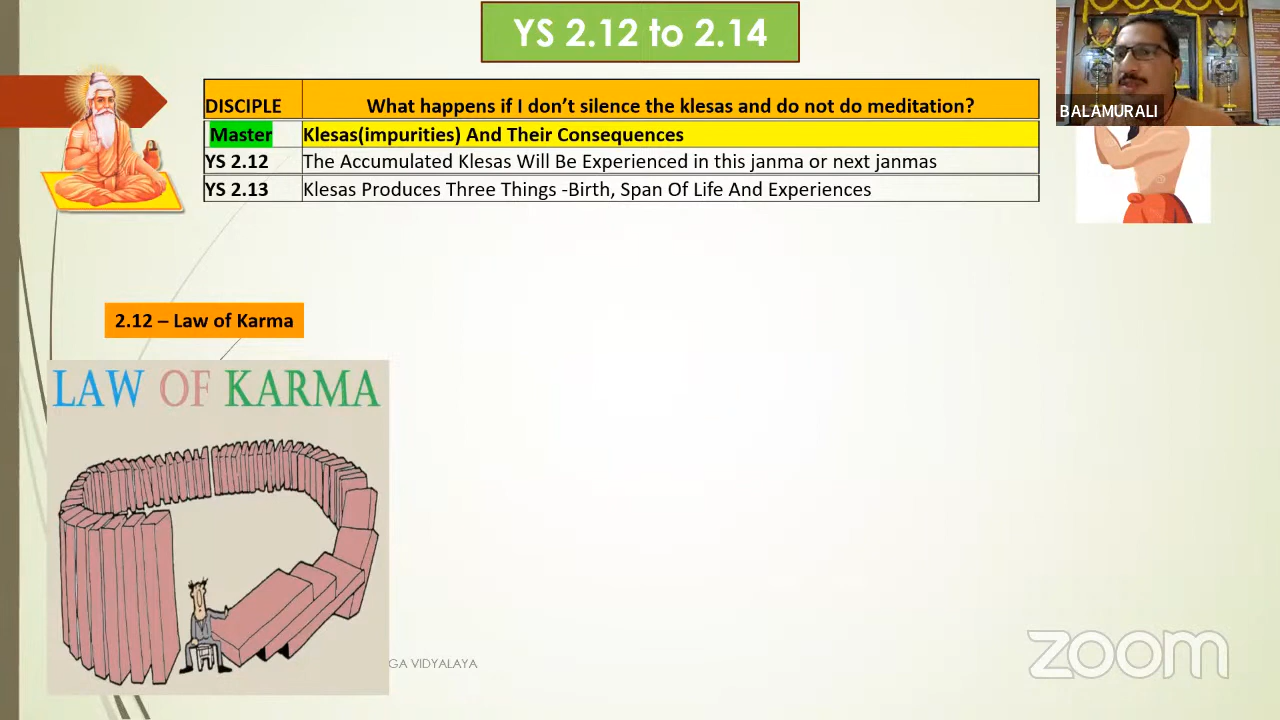 YS 2.12 to 2.14
BALAMURALI
DISCIPLE What happens if I don’t silence the klesas and do not do meditation?
Master Klesas(impurities) And Their Consequences
YS 2.12 The Accumulated Klesas Will Be Experienced in this janma or next janmas
YS 2.13 Klesas Produces Three Things -Birth, Span Of Life And Experiences
2.12 – Law of Karma
LAW OF KARMA
GA VIDYALAYA
zoom